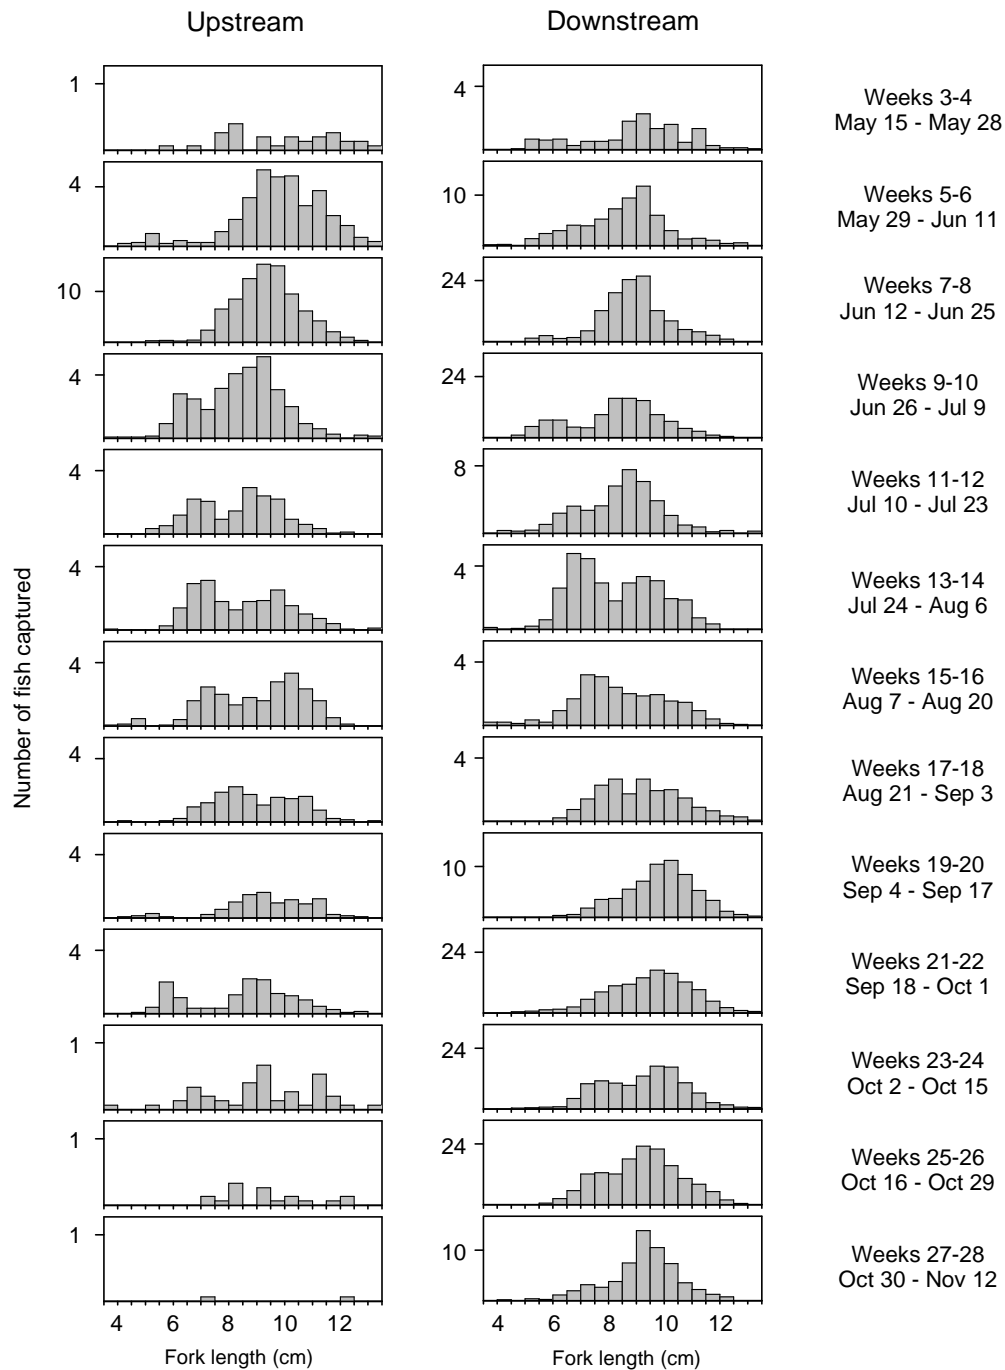 Upstream
Downstream
Number of fish captured
1
4
Weeks 3-4
May 15 - May 28
4
10
Weeks 5-6
May 29 - Jun 11
10
24
Weeks 7-8
Jun 12 - Jun 25
4
24
Weeks 9-10
Jun 26 - Jul 9
4
8
Weeks 11-12
Jul 10 - Jul 23
4
4
Weeks 13-14
Jul 24 - Aug 6
4
4
Weeks 15-16
Aug 7 - Aug 20
4
4
Weeks 17-18
Aug 21 - Sep 3
4
10
Weeks 19-20
Sep 4 - Sep 17
4
24
Weeks 21-22
Sep 18 - Oct 1
1
24
Weeks 23-24
Oct 2 - Oct 15
1
24
Weeks 25-26
Oct 16 - Oct 29
1
10
Weeks 27-28
Oct 30 - Nov 12
4 6 8 10 12
4 6 8 10 12
Fork length (cm)
Fork length (cm)